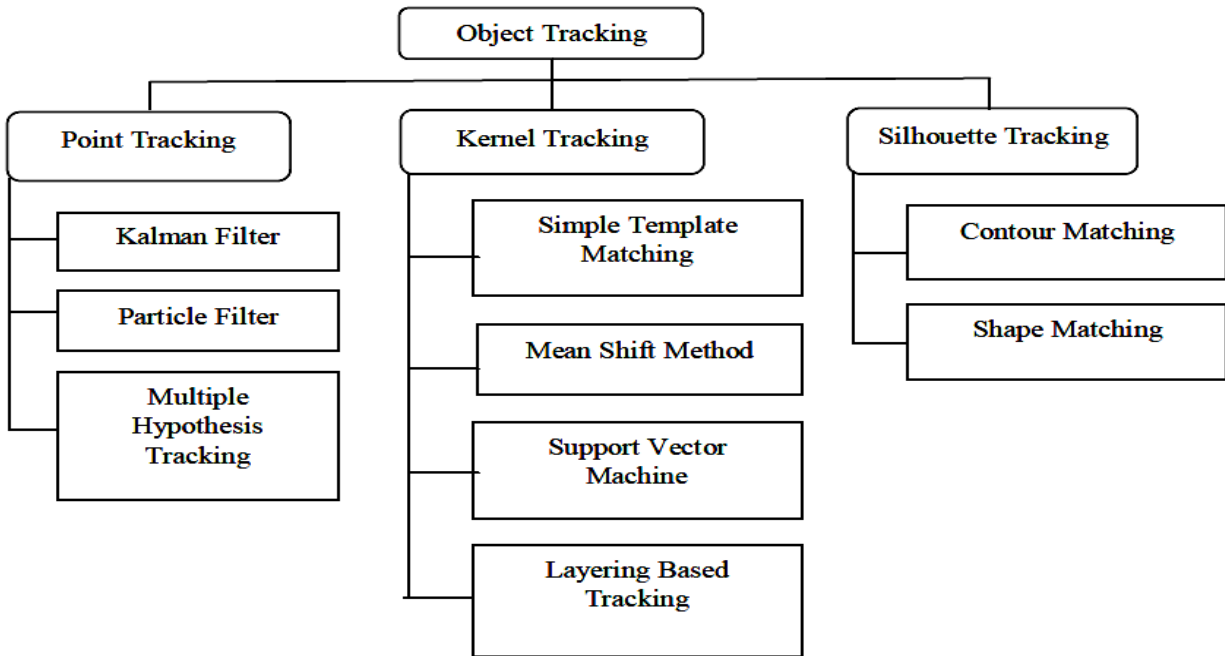 Object Tracking
Point Tracking
Kalman Filter
Particle Filter
Multiple
Hypothesis
Tracking
Kernel Tracking
Simple Template
Matching
Mean Shift Method
Support Vector
Machine
Layering Based
Tracking
Silhouette Tracking
Contour Matching
Shape Matching